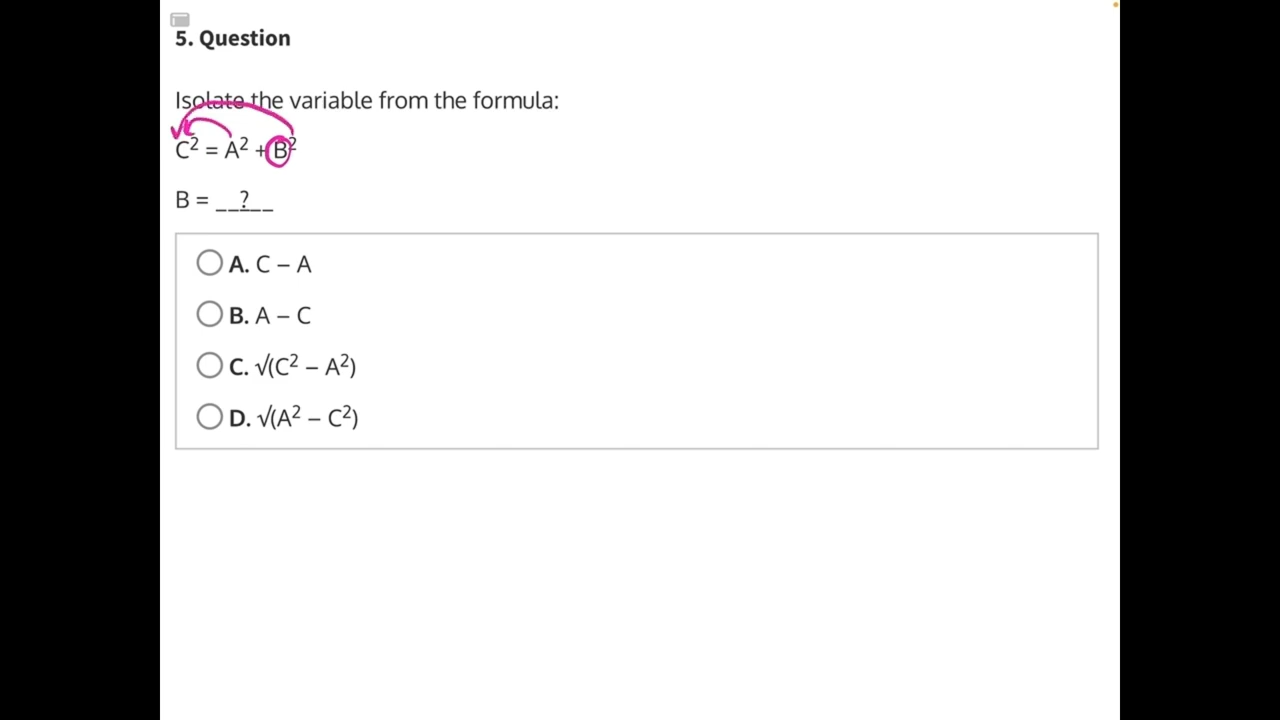 5. Question
Isolate the variable from the formula:
C² = A² + B²
B = __?__
A. C – A
B. A – C
C. √(C² – A²)
D. √(A² – C²)